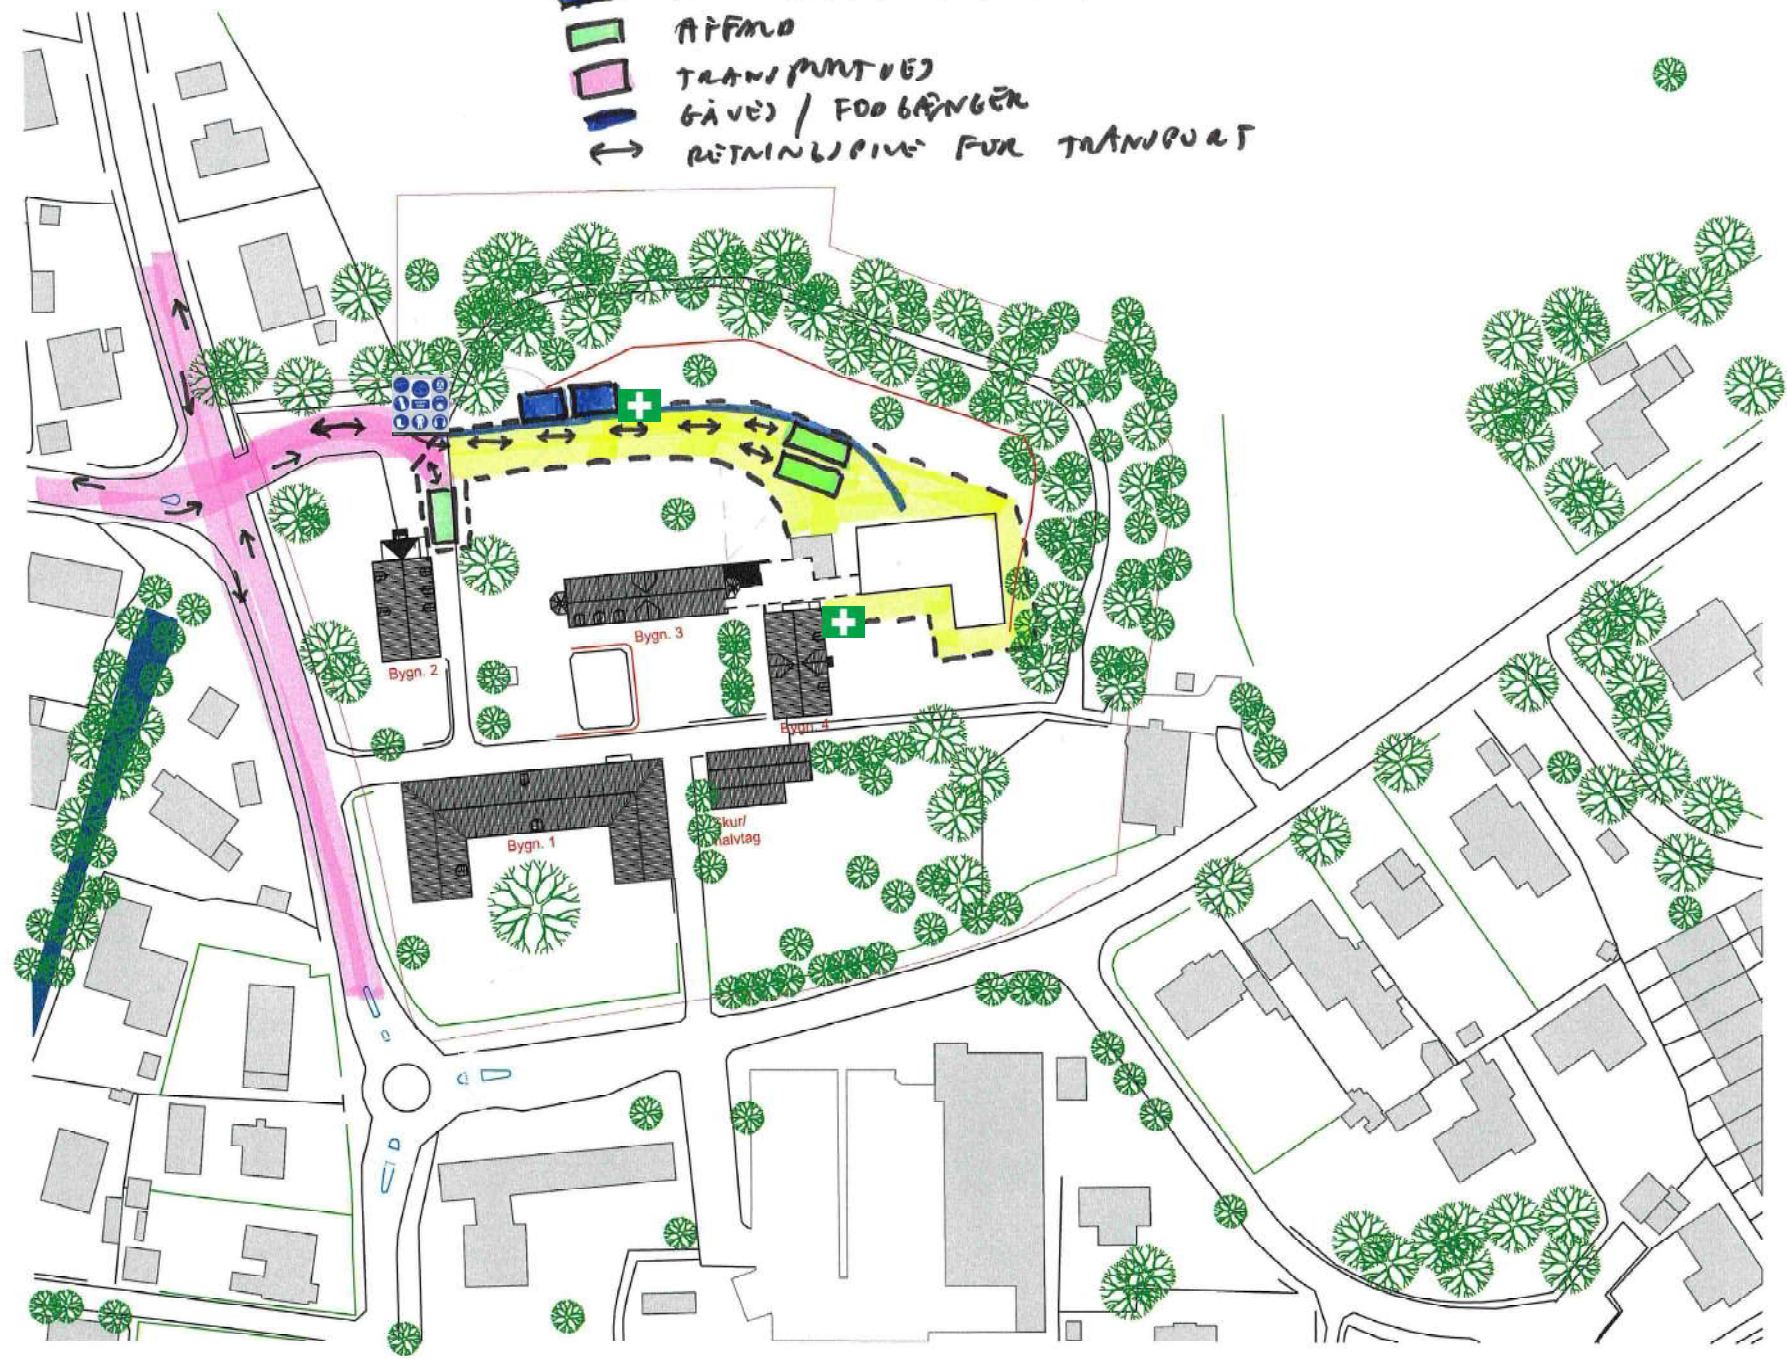 AFFALD
TRANSPORTVEJ
GÅVEJ / FODGÆNGER
RETNINGSPILE FOR TRANSPORT
Bygn. 3
Bygn. 2
Bygn. 4
Skur/
halvtag
Bygn. 1